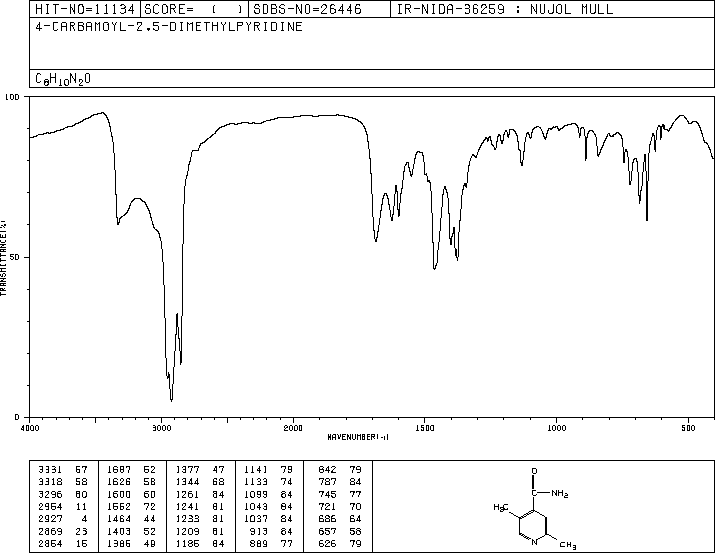 HIT-NO=11134 SCORE= ( ) SDBS-NO=26446 IR-NIDA-36259 : NUJOL MULL
4-CARBAMOYL-2,5-DIMETHYLPYRIDINE
C8H10N2O
100
50
0
TRANSMITTANCE(%)
4000 3000 2000 1500 1000 500
WAVENUMBER(-1)
3331 57 1687 52 1377 47 1141 79 842 79
3318 58 1626 58 1344 68 1133 74 787 84
3296 60 1600 60 1261 84 1099 84 745 77
2954 11 1552 72 1241 81 1043 84 721 70
2927 4 1464 44 1233 81 1037 84 686 64
2869 23 1403 52 1209 81 913 84 657 58
2854 15 1385 49 1185 84 889 77 626 79
O
C NH2
H3C
N CH3